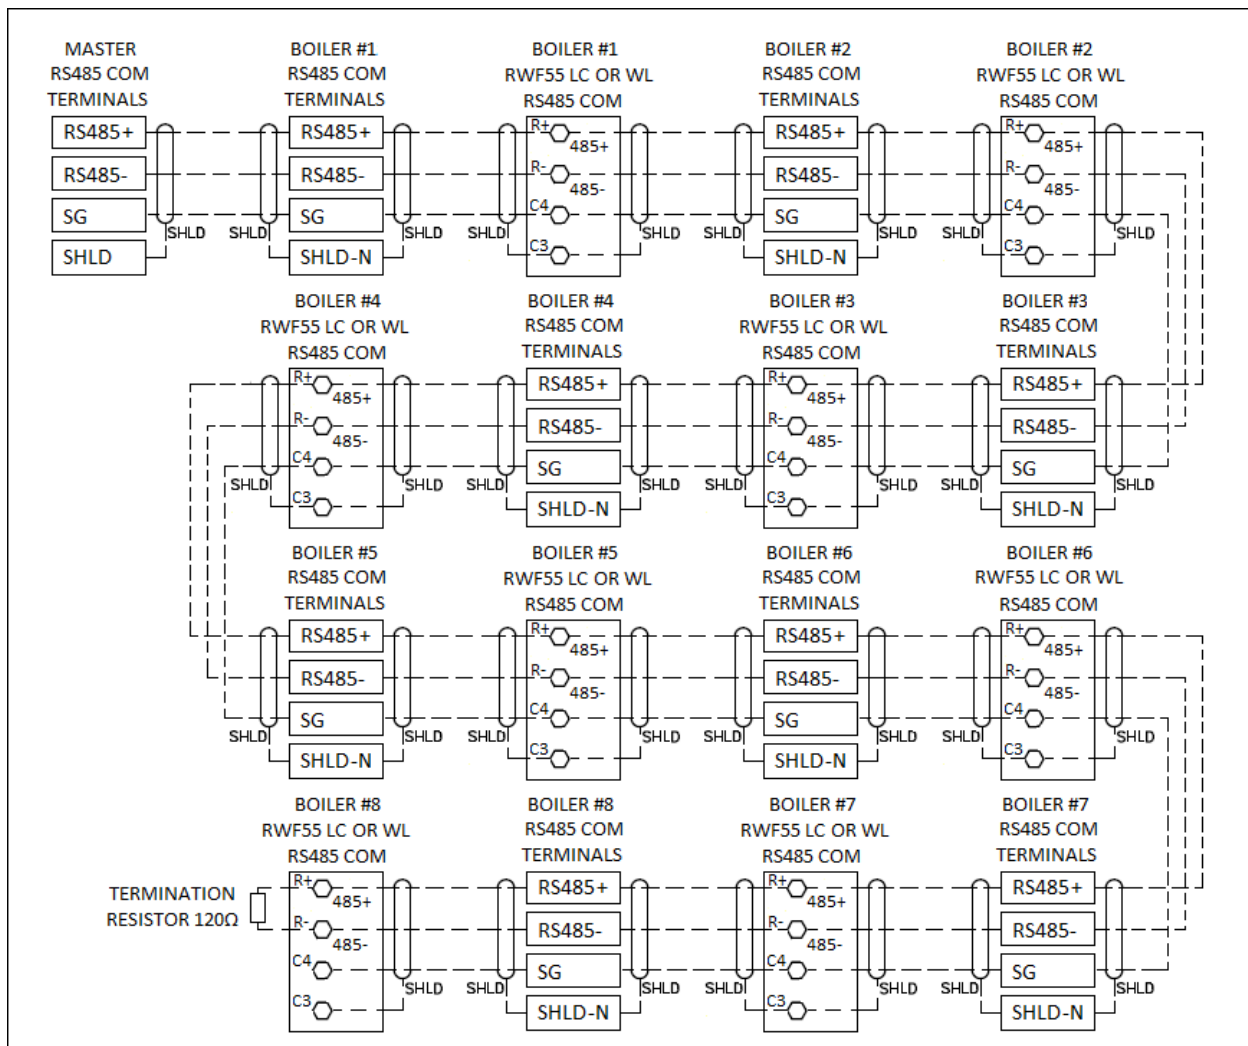 MASTER
RS485 COM
TERMINALS
RS485+
RS485-
SG
SHLD
SHLD
BOILER #1
RS485 COM
TERMINALS
RS485+
RS485-
SG
SHLD-N
SHLD
SHLD
BOILER #1
RWF55 LC OR WL
RS485 COM
R+
485+
R-
485-
C4
C3
SHLD
SHLD
BOILER #2
RS485 COM
TERMINALS
RS485+
RS485-
SG
SHLD-N
SHLD
SHLD
BOILER #2
RWF55 LC OR WL
RS485 COM
R+
485+
R-
485-
C4
C3
SHLD
SHLD
BOILER #4
RWF55 LC OR WL
RS485 COM
R+
485+
R-
485-
C4
C3
SHLD
SHLD
BOILER #4
RS485 COM
TERMINALS
RS485+
RS485-
SG
SHLD-N
SHLD
SHLD
BOILER #3
RWF55 LC OR WL
RS485 COM
R+
485+
R-
485-
C4
C3
SHLD
SHLD
BOILER #3
RS485 COM
TERMINALS
RS485+
RS485-
SG
SHLD-N
SHLD
SHLD
BOILER #5
RS485 COM
TERMINALS
RS485+
RS485-
SG
SHLD-N
SHLD
SHLD
BOILER #5
RWF55 LC OR WL
RS485 COM
R+
485+
R-
485-
C4
C3
SHLD
SHLD
BOILER #6
RS485 COM
TERMINALS
RS485+
RS485-
SG
SHLD-N
SHLD
SHLD
BOILER #6
RWF55 LC OR WL
RS485 COM
R+
485+
R-
485-
C4
C3
SHLD
SHLD
TERMINATION
RESISTOR 120Ω
BOILER #8
RWF55 LC OR WL
RS485 COM
R+
485+
R-
485-
C4
C3
SHLD
BOILER #8
RS485 COM
TERMINALS
RS485+
RS485-
SG
SHLD-N
SHLD
SHLD
BOILER #7
RWF55 LC OR WL
RS485 COM
R+
485+
R-
485-
C4
C3
SHLD
SHLD
BOILER #7
RS485 COM
TERMINALS
RS485+
RS485-
SG
SHLD-N
SHLD
SHLD